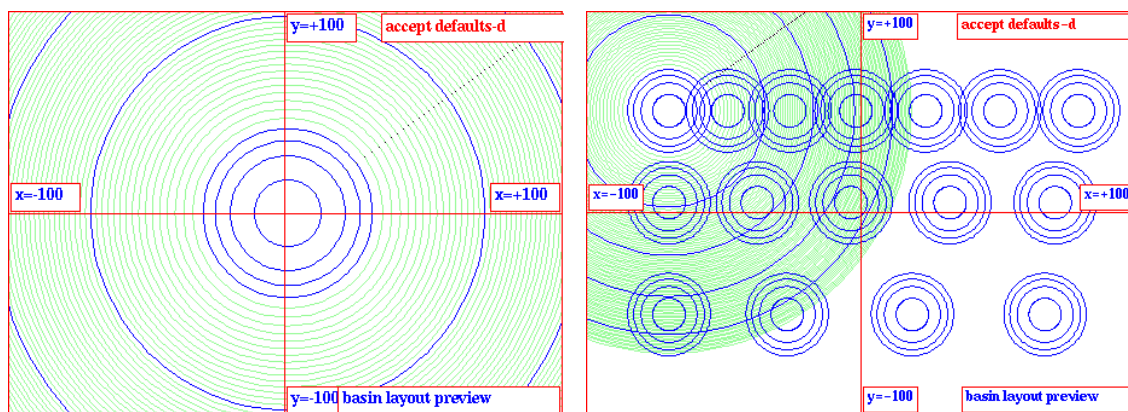 y=+100 accept defaults-d
x=-100 x=+100
y=-100 basin layout preview
y=+100 accept defaults -d
x=-100 x=+100
y=-100 basin layout preview